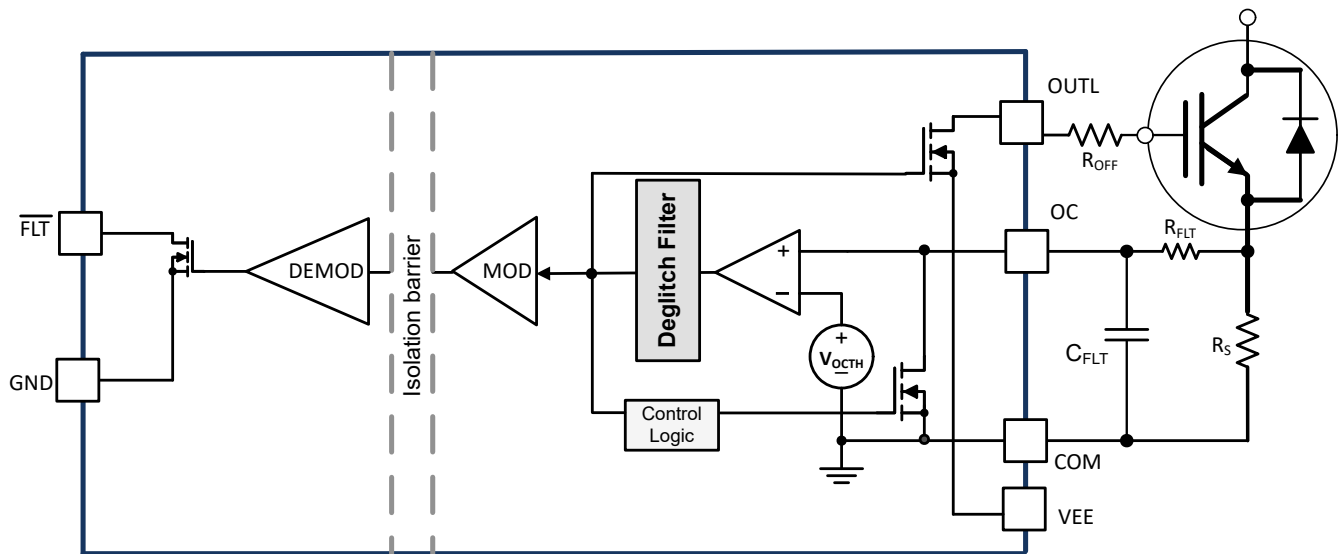 OUTL
R_OFF
FLT
OC
R_FLT
DEMOD
Isolation barrier
MOD
Deglitch Filter
+
−
+
V_OCTH
−
C_FLT
R_S
GND
Control
Logic
COM
VEE